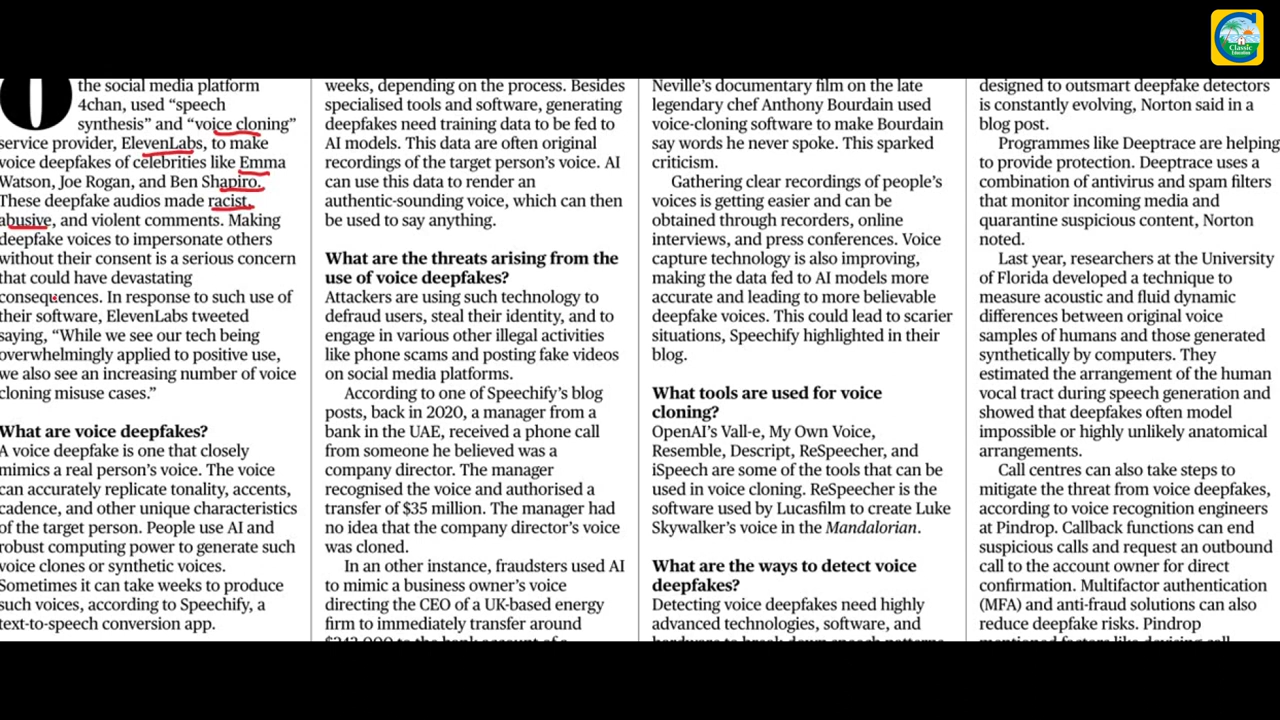 the social media platform
4chan, used “speech
synthesis” and “voice cloning”
service provider, ElevenLabs, to make
voice deepfakes of celebrities like Emma
Watson, Joe Rogan, and Ben Shapiro.
These deepfake audios made racist,
abusive, and violent comments. Making
deepfake voices to impersonate others
without their consent is a serious concern
that could have devastating
consequences. In response to such use of
their software, ElevenLabs tweeted
saying, “While we see our tech being
overwhelmingly applied to positive use,
we also see an increasing number of voice
cloning misuse cases.”
What are voice deepfakes?
A voice deepfake is one that closely
mimics a real person’s voice. The voice
can accurately replicate tonality, accents,
cadence, and other unique characteristics
of the target person. People use AI and
robust computing power to generate such
voice clones or synthetic voices.
Sometimes it can take weeks to produce
such voices, according to Speechify, a
text-to-speech conversion app.
weeks, depending on the process. Besides
specialised tools and software, generating
deepfakes need training data to be fed to
AI models. This data are often original
recordings of the target person’s voice. AI
can use this data to render an
authentic-sounding voice, which can then
be used to say anything.
What are the threats arising from the
use of voice deepfakes?
Attackers are using such technology to
defraud users, steal their identity, and to
engage in various other illegal activities
like phone scams and posting fake videos
on social media platforms.
According to one of Speechify’s blog
posts, back in 2020, a manager from a
bank in the UAE, received a phone call
from someone he believed was a
company director. The manager
recognised the voice and authorised a
transfer of $35 million. The manager had
no idea that the company director’s voice
was cloned.
In an other instance, fraudsters used AI
to mimic a business owner’s voice
directing the CEO of a UK-based energy
firm to immediately transfer around
$243,000 to the bank account of a
Neville’s documentary film on the late
legendary chef Anthony Bourdain used
voice-cloning software to make Bourdain
say words he never spoke. This sparked
criticism.
Gathering clear recordings of people’s
voices is getting easier and can be
obtained through recorders, online
interviews, and press conferences. Voice
capture technology is also improving,
making the data fed to AI models more
accurate and leading to more believable
deepfake voices. This could lead to scarier
situations, Speechify highlighted in their
blog.
What tools are used for voice
cloning?
OpenAI’s Vall-e, My Own Voice,
Resemble, Descript, ReSpeecher, and
iSpeech are some of the tools that can be
used in voice cloning. ReSpeecher is the
software used by Lucasfilm to create Luke
Skywalker’s voice in the Mandalorian.
What are the ways to detect voice
deepfakes?
Detecting voice deepfakes need highly
advanced technologies, software, and
hardware to break down speech patterns,
designed to outsmart deepfake detectors
is constantly evolving, Norton said in a
blog post.
Programmes like Deeptrace are helping
to provide protection. Deeptrace uses a
combination of antivirus and spam filters
that monitor incoming media and
quarantine suspicious content, Norton
noted.
Last year, researchers at the University
of Florida developed a technique to
measure acoustic and fluid dynamic
differences between original voice
samples of humans and those generated
synthetically by computers. They
estimated the arrangement of the human
vocal tract during speech generation and
showed that deepfakes often model
impossible or highly unlikely anatomical
arrangements.
Call centres can also take steps to
mitigate the threat from voice deepfakes,
according to voice recognition engineers
at Pindrop. Callback functions can end
suspicious calls and request an outbound
call to the account owner for direct
confirmation. Multifactor authentication
(MFA) and anti-fraud solutions can also
reduce deepfake risks. Pindrop
mentioned factors like devising call
Classic
Education